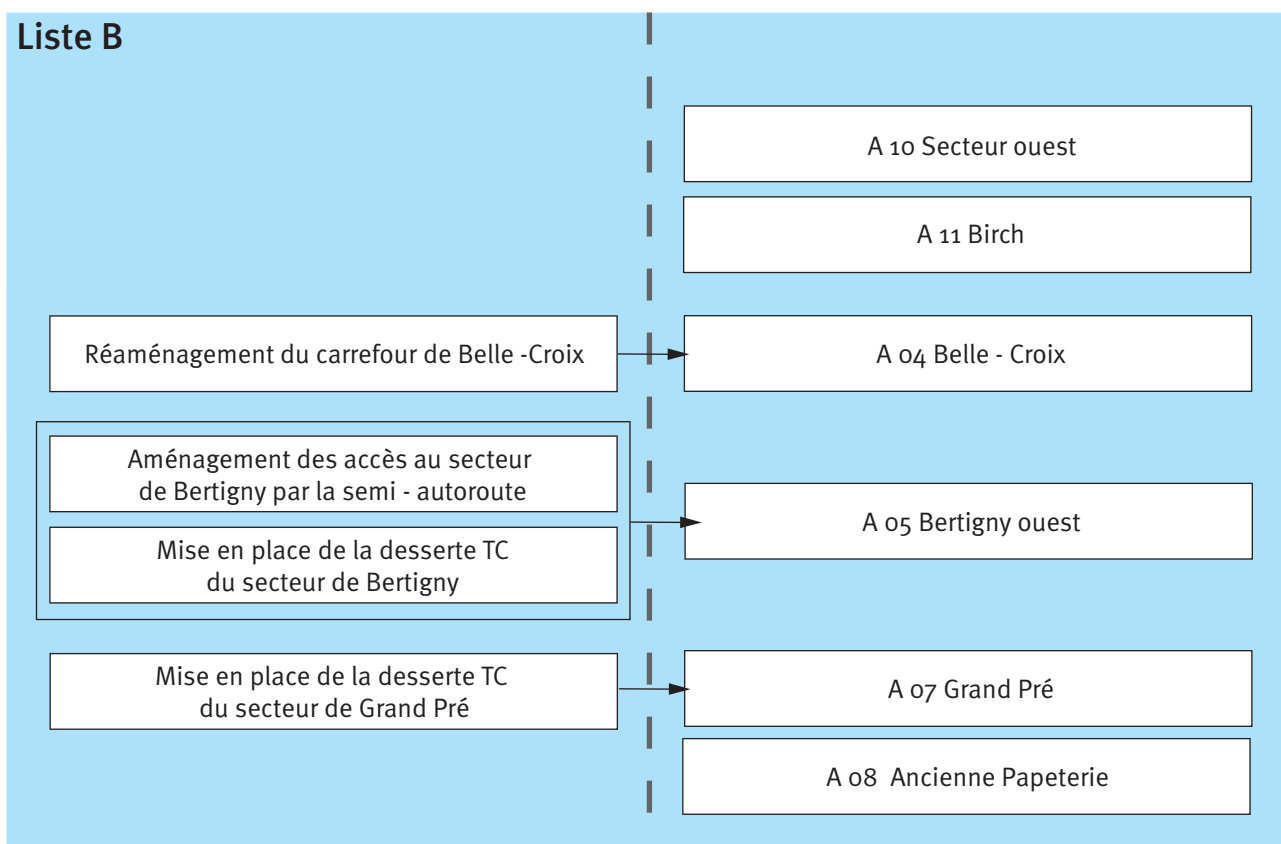 Liste B
A 10 Secteur ouest
A 11 Birch
Réaménagement du carrefour de Belle -Croix
A 04 Belle - Croix
Aménagement des accès au secteur
de Bertigny par la semi - autoroute
Mise en place de la desserte TC
du secteur de Bertigny
A 05 Bertigny ouest
Mise en place de la desserte TC
du secteur de Grand Pré
A 07 Grand Pré
A 08 Ancienne Papeterie